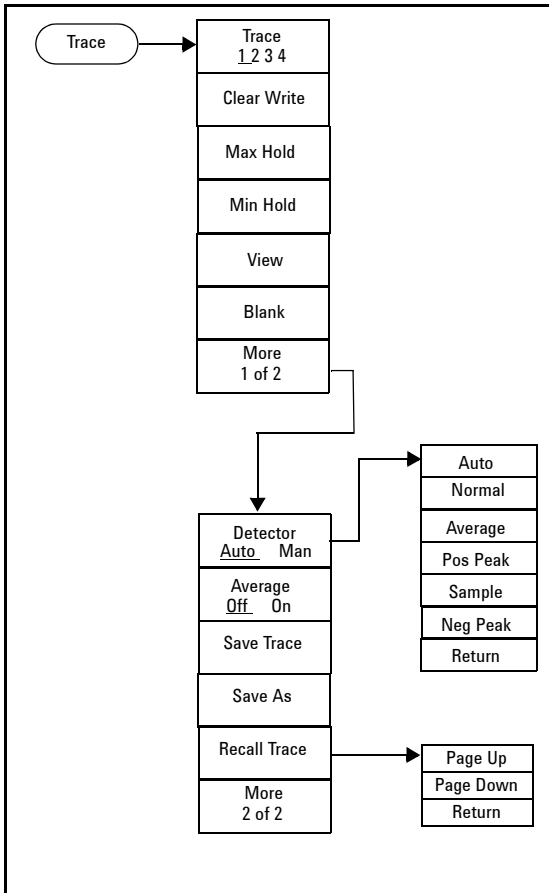 Trace
Trace
1 2 3 4
Clear Write
Max Hold
Min Hold
View
Blank
More
1 of 2
Detector
Auto Man
Average
Off On
Save Trace
Save As
Recall Trace
More
2 of 2
Auto
Normal
Average
Pos Peak
Sample
Neg Peak
Return
Page Up
Page Down
Return